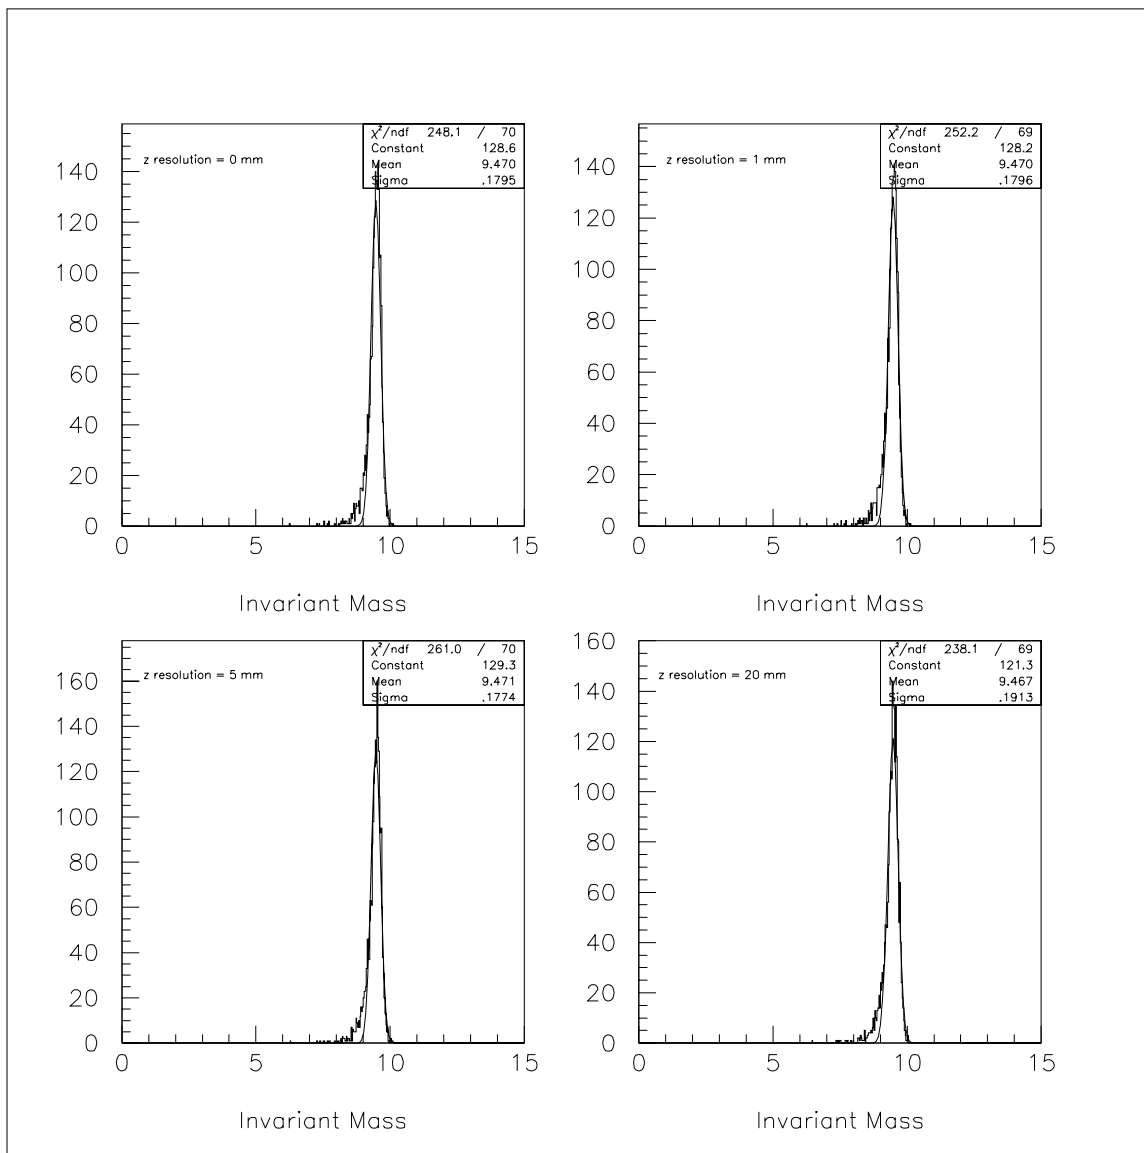 z resolution = 0 mm
χ²/ndf 248.1 / 70
Constant 128.6
Mean 9.470
Sigma .1795
140
120
100
80
60
40
20
0
0 5 10 15
Invariant Mass
z resolution = 1 mm
χ²/ndf 252.2 / 69
Constant 128.2
Mean 9.470
Sigma .1796
140
120
100
80
60
40
20
0
0 5 10 15
Invariant Mass
z resolution = 5 mm
χ²/ndf 261.0 / 70
Constant 129.3
Mean 9.471
Sigma .1774
160
140
120
100
80
60
40
20
0
0 5 10 15
Invariant Mass
z resolution = 20 mm
χ²/ndf 238.1 / 69
Constant 121.3
Mean 9.467
Sigma .1913
160
140
120
100
80
60
40
20
0
0 5 10 15
Invariant Mass